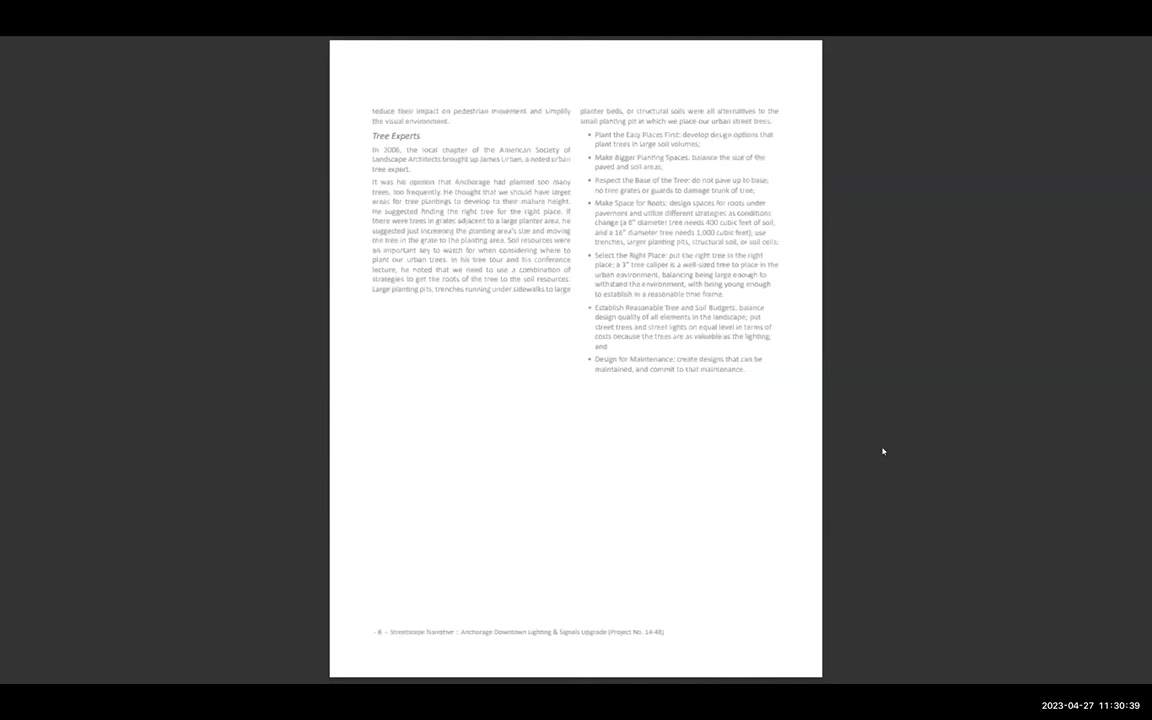 reduce their impact on pedestrian movement and simplify
the visual environment.
Tree Experts
In 2006, the local chapter of the American Society of
Landscape Architects brought up James Urban, a noted urban
tree expert.
It was his opinion that Anchorage had planted too many
trees, too frequently. He thought that we should have larger
areas for tree plantings to develop to their mature height.
He suggested finding the right tree for the right place. If
there were trees in grates adjacent to a large planter area, he
suggested just increasing the planting area's size and moving
the tree in the grate to the planting area. Soil resources were
an important key to watch for when considering where to
plant our urban trees. In his tree tour and his conference
lecture, he noted that we need to use a combination of
strategies to get the roots of the tree to the soil resources.
Large planting pits, trenches running under sidewalks to large
planter beds, or structural soils were all alternatives to the
small planting pit in which we place our urban street trees.
• Plant the Easy Places First: develop design options that
plant trees in large soil volumes;
• Make Bigger Planting Spaces: balance the size of the
paved and soil areas;
• Respect the Base of the Tree: do not pave up to base;
no tree grates or guards to damage trunk of tree;
• Make Space for Roots: design spaces for roots under
pavement and utilize different strategies as conditions
change (a 8" diameter tree needs 400 cubic feet of soil,
and a 16" diameter tree needs 1,000 cubic feet); use
trenches, larger planting pits, structural soil, or soil cells;
• Select the Right Place: put the right tree in the right
place; a 3" tree caliper is a well-sized tree to place in the
urban environment, balancing being large enough to
withstand the environment, with being young enough
to establish in a reasonable time frame.
• Establish Reasonable Tree and Soil Budgets: balance
design quality of all elements in the landscape; put
street trees and street lights on equal level in terms of
costs because the trees are as valuable as the lighting;
and
• Design for Maintenance: create designs that can be
maintained, and commit to that maintenance.
- 6 - Streetscape Narrative :: Anchorage Downtown Lighting & Signals Upgrade (Project No. 14-48)
2023-04-27 11:30:39